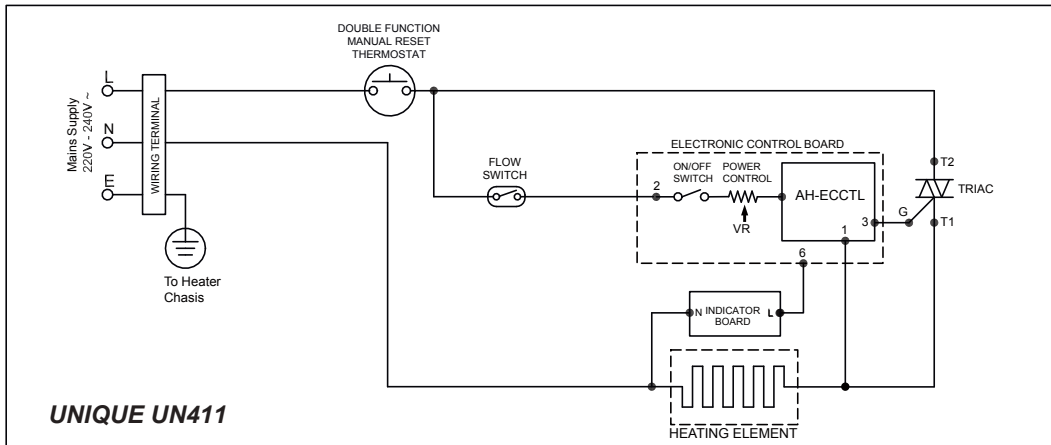 DOUBLE FUNCTION
MANUAL RESET
THERMOSTAT
L
N
E
Mains Supply
220V - 240V ~
WIRING TERMINAL
To Heater
Chasis
FLOW
SWITCH
ELECTRONIC CONTROL BOARD
2
ON/OFF
SWITCH
POWER
CONTROL
VR
AH-ECCTL
3
1
6
G
T2
TRIAC
T1
N
INDICATOR
BOARD
L
HEATING ELEMENT
UNIQUE UN411